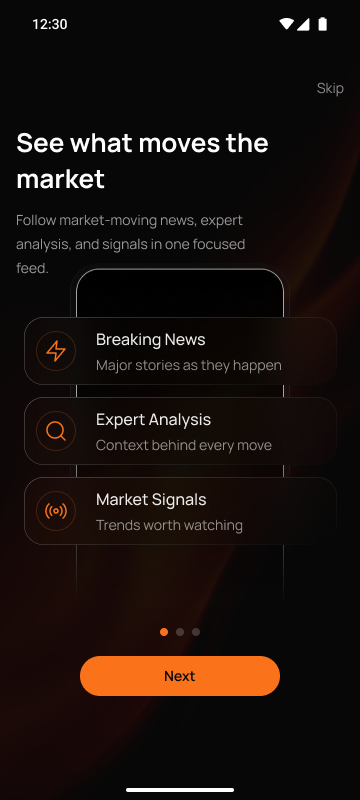 12:30
Skip
See what moves the
market
Follow market-moving news, expert
analysis, and signals in one focused
feed.
Breaking News
Major stories as they happen
Expert Analysis
Context behind every move
Market Signals
Trends worth watching
Next